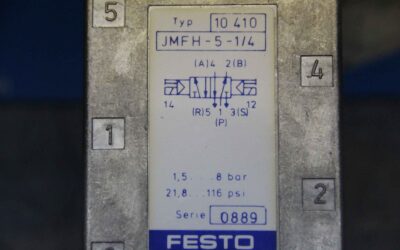 5
Typ 10 410
JMFH-5-1/4
(A)4 2(B)
4
14 12
(R)5 1 3(S)
(P)
1
1,5....8 bar
21,8...116 psi
2
Serie 0889
FESTO